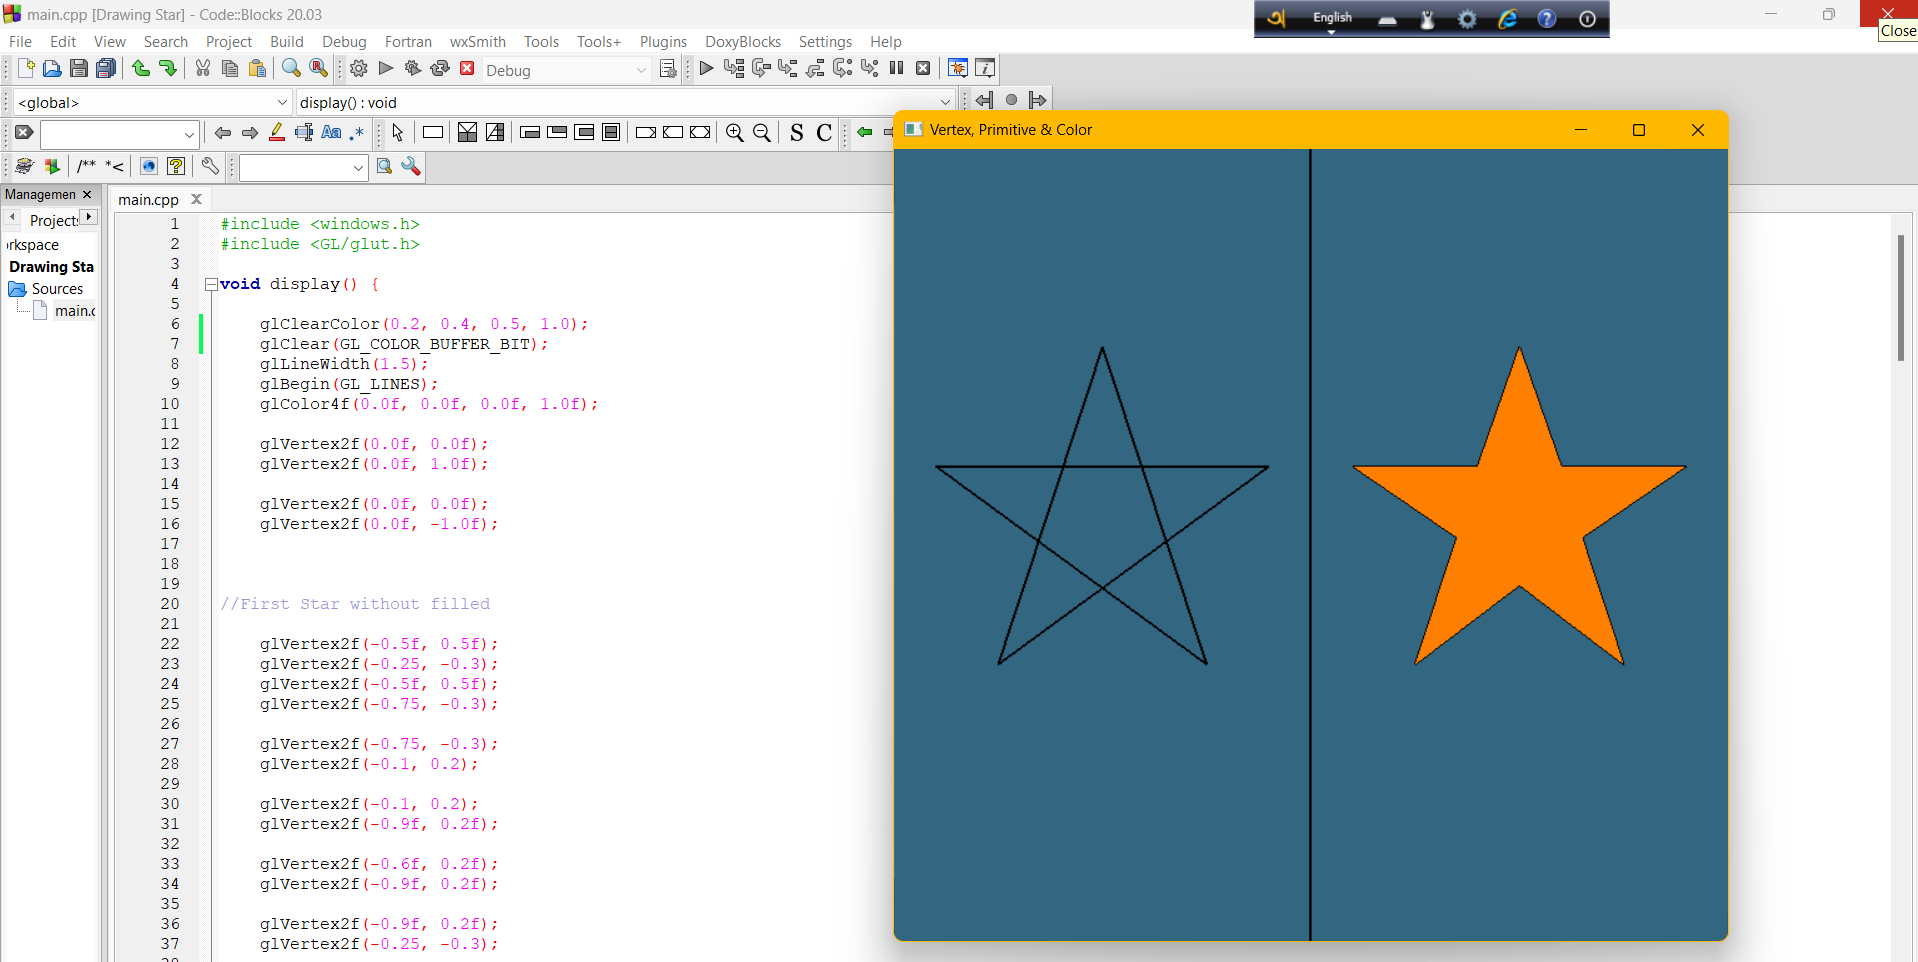 main.cpp [Drawing Star] - Code::Blocks 20.03
English
Close
File Edit View Search Project Build Debug Fortran wxSmith Tools Tools+ Plugins DoxyBlocks Settings Help
Debug
<global> display() : void
Aa .* S C
Vertex, Primitive & Color
/** *<
Managemen
main.cpp
Projects
rkspace
Drawing Sta
Sources
main.c
1 #include <windows.h>
2 #include <GL/glut.h>
3
4 void display() {
5
6 glClearColor(0.2, 0.4, 0.5, 1.0);
7 glClear(GL_COLOR_BUFFER_BIT);
8 glLineWidth(1.5);
9 glBegin(GL_LINES);
10 glColor4f(0.0f, 0.0f, 0.0f, 1.0f);
11
12 glVertex2f(0.0f, 0.0f);
13 glVertex2f(0.0f, 1.0f);
14
15 glVertex2f(0.0f, 0.0f);
16 glVertex2f(0.0f, -1.0f);
17
18
19
20 //First Star without filled
21
22 glVertex2f(-0.5f, 0.5f);
23 glVertex2f(-0.25, -0.3);
24 glVertex2f(-0.5f, 0.5f);
25 glVertex2f(-0.75, -0.3);
26
27 glVertex2f(-0.75, -0.3);
28 glVertex2f(-0.1, 0.2);
29
30 glVertex2f(-0.1, 0.2);
31 glVertex2f(-0.9f, 0.2f);
32
33 glVertex2f(-0.6f, 0.2f);
34 glVertex2f(-0.9f, 0.2f);
35
36 glVertex2f(-0.9f, 0.2f);
37 glVertex2f(-0.25, -0.3);